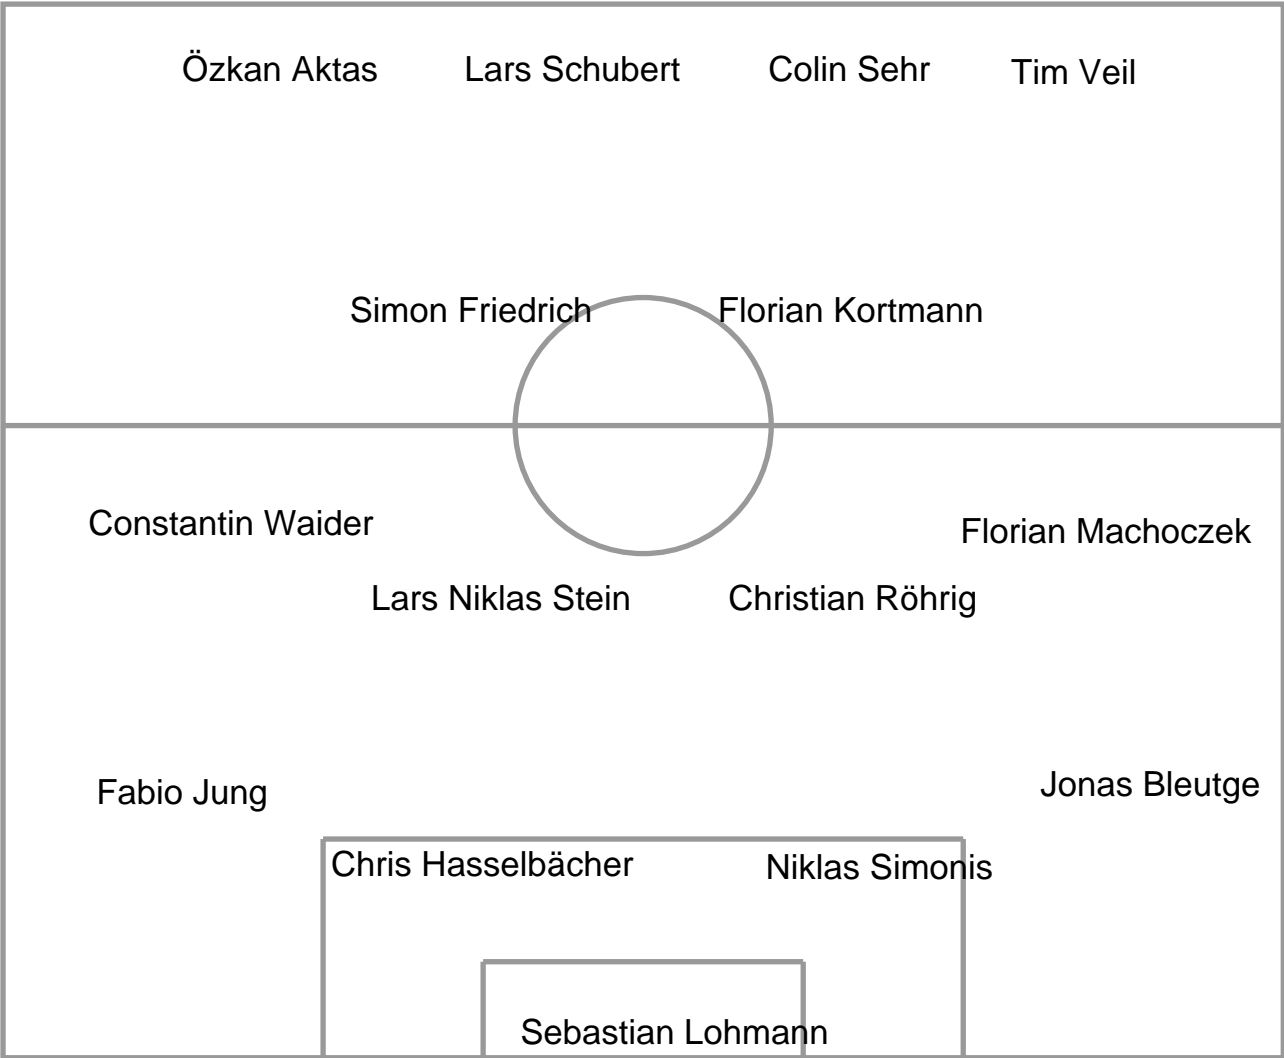 Özkan Aktas
Lars Schubert
Colin Sehr
Tim Veil
Simon Friedrich
Florian Kortmann
Constantin Waider
Florian Machoczek
Lars Niklas Stein
Christian Röhrig
Fabio Jung
Jonas Bleutge
Chris Hasselbächer
Niklas Simonis
Sebastian Lohmann